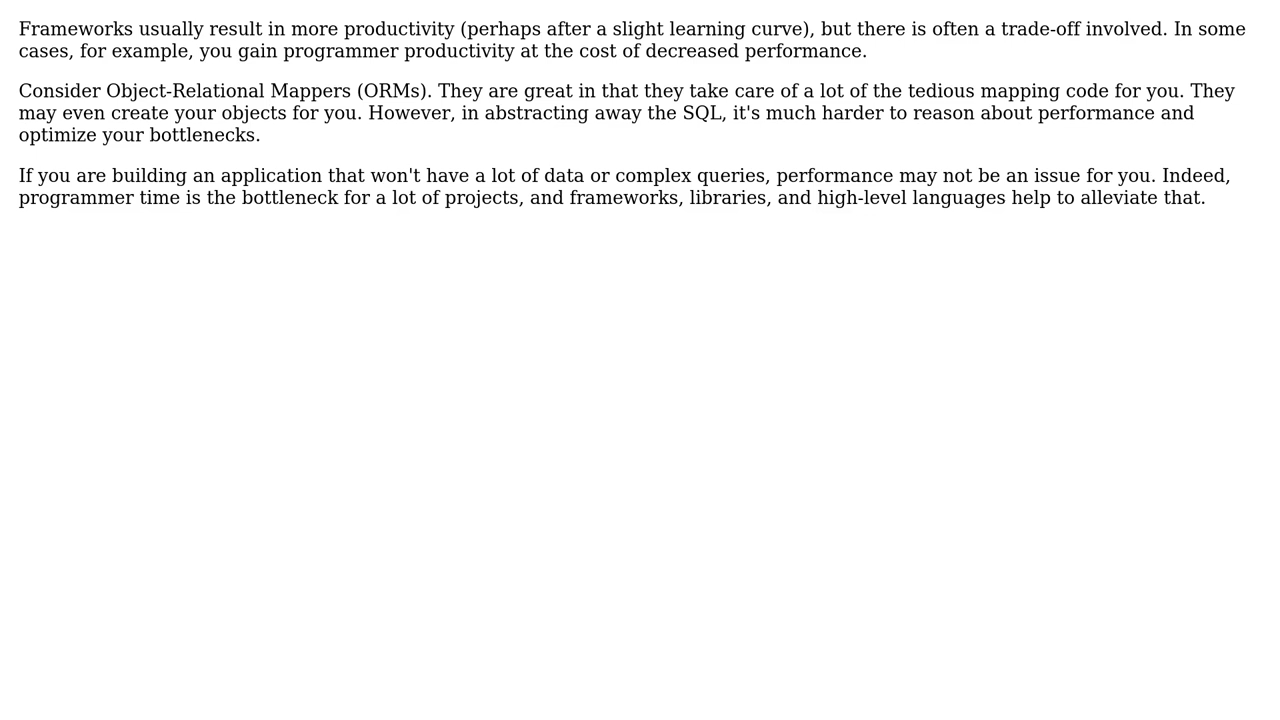 Frameworks usually result in more productivity (perhaps after a slight learning curve), but there is often a trade-off involved. In some
cases, for example, you gain programmer productivity at the cost of decreased performance.
Consider Object-Relational Mappers (ORMs). They are great in that they take care of a lot of the tedious mapping code for you. They
may even create your objects for you. However, in abstracting away the SQL, it's much harder to reason about performance and
optimize your bottlenecks.
If you are building an application that won't have a lot of data or complex queries, performance may not be an issue for you. Indeed,
programmer time is the bottleneck for a lot of projects, and frameworks, libraries, and high-level languages help to alleviate that.